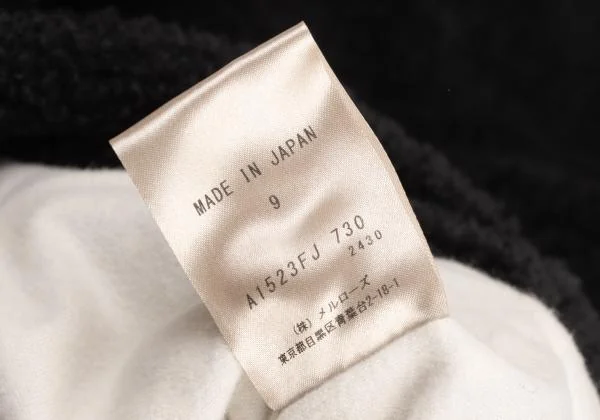 MADE IN JAPAN
9
A1523FJ 730
2430
(株) メルローズ
東京都目黒区青葉台2-18-1